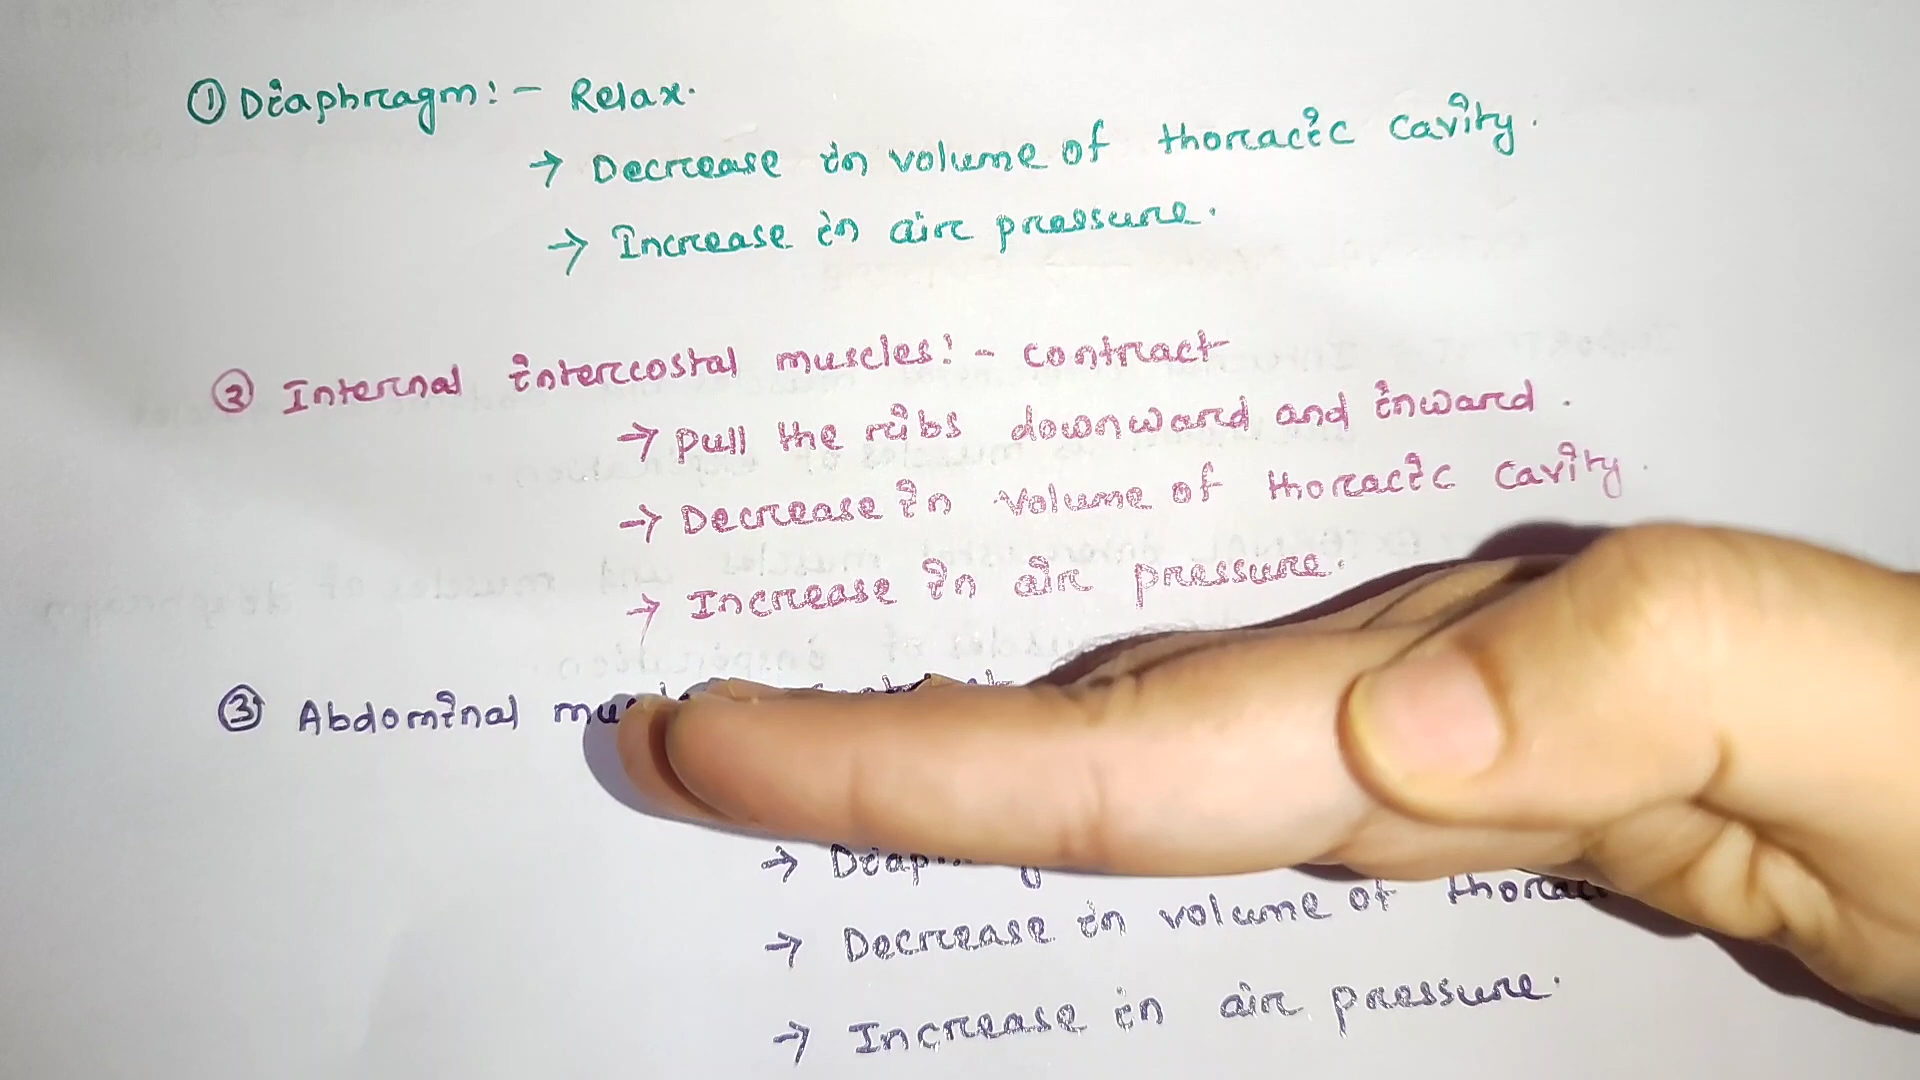 ① Diaphragm:- Relax.
→ Decrease in volume of thoracic cavity.
→ Increase in air pressure.
② Internal intercostal muscles:- contract
→ Pull the ribs downward and inward.
→ Decrease in volume of thoracic cavity.
→ Increase in air pressure.
③ Abdominal
→
→ Decrease in volume of
→ Increase in air pressure.